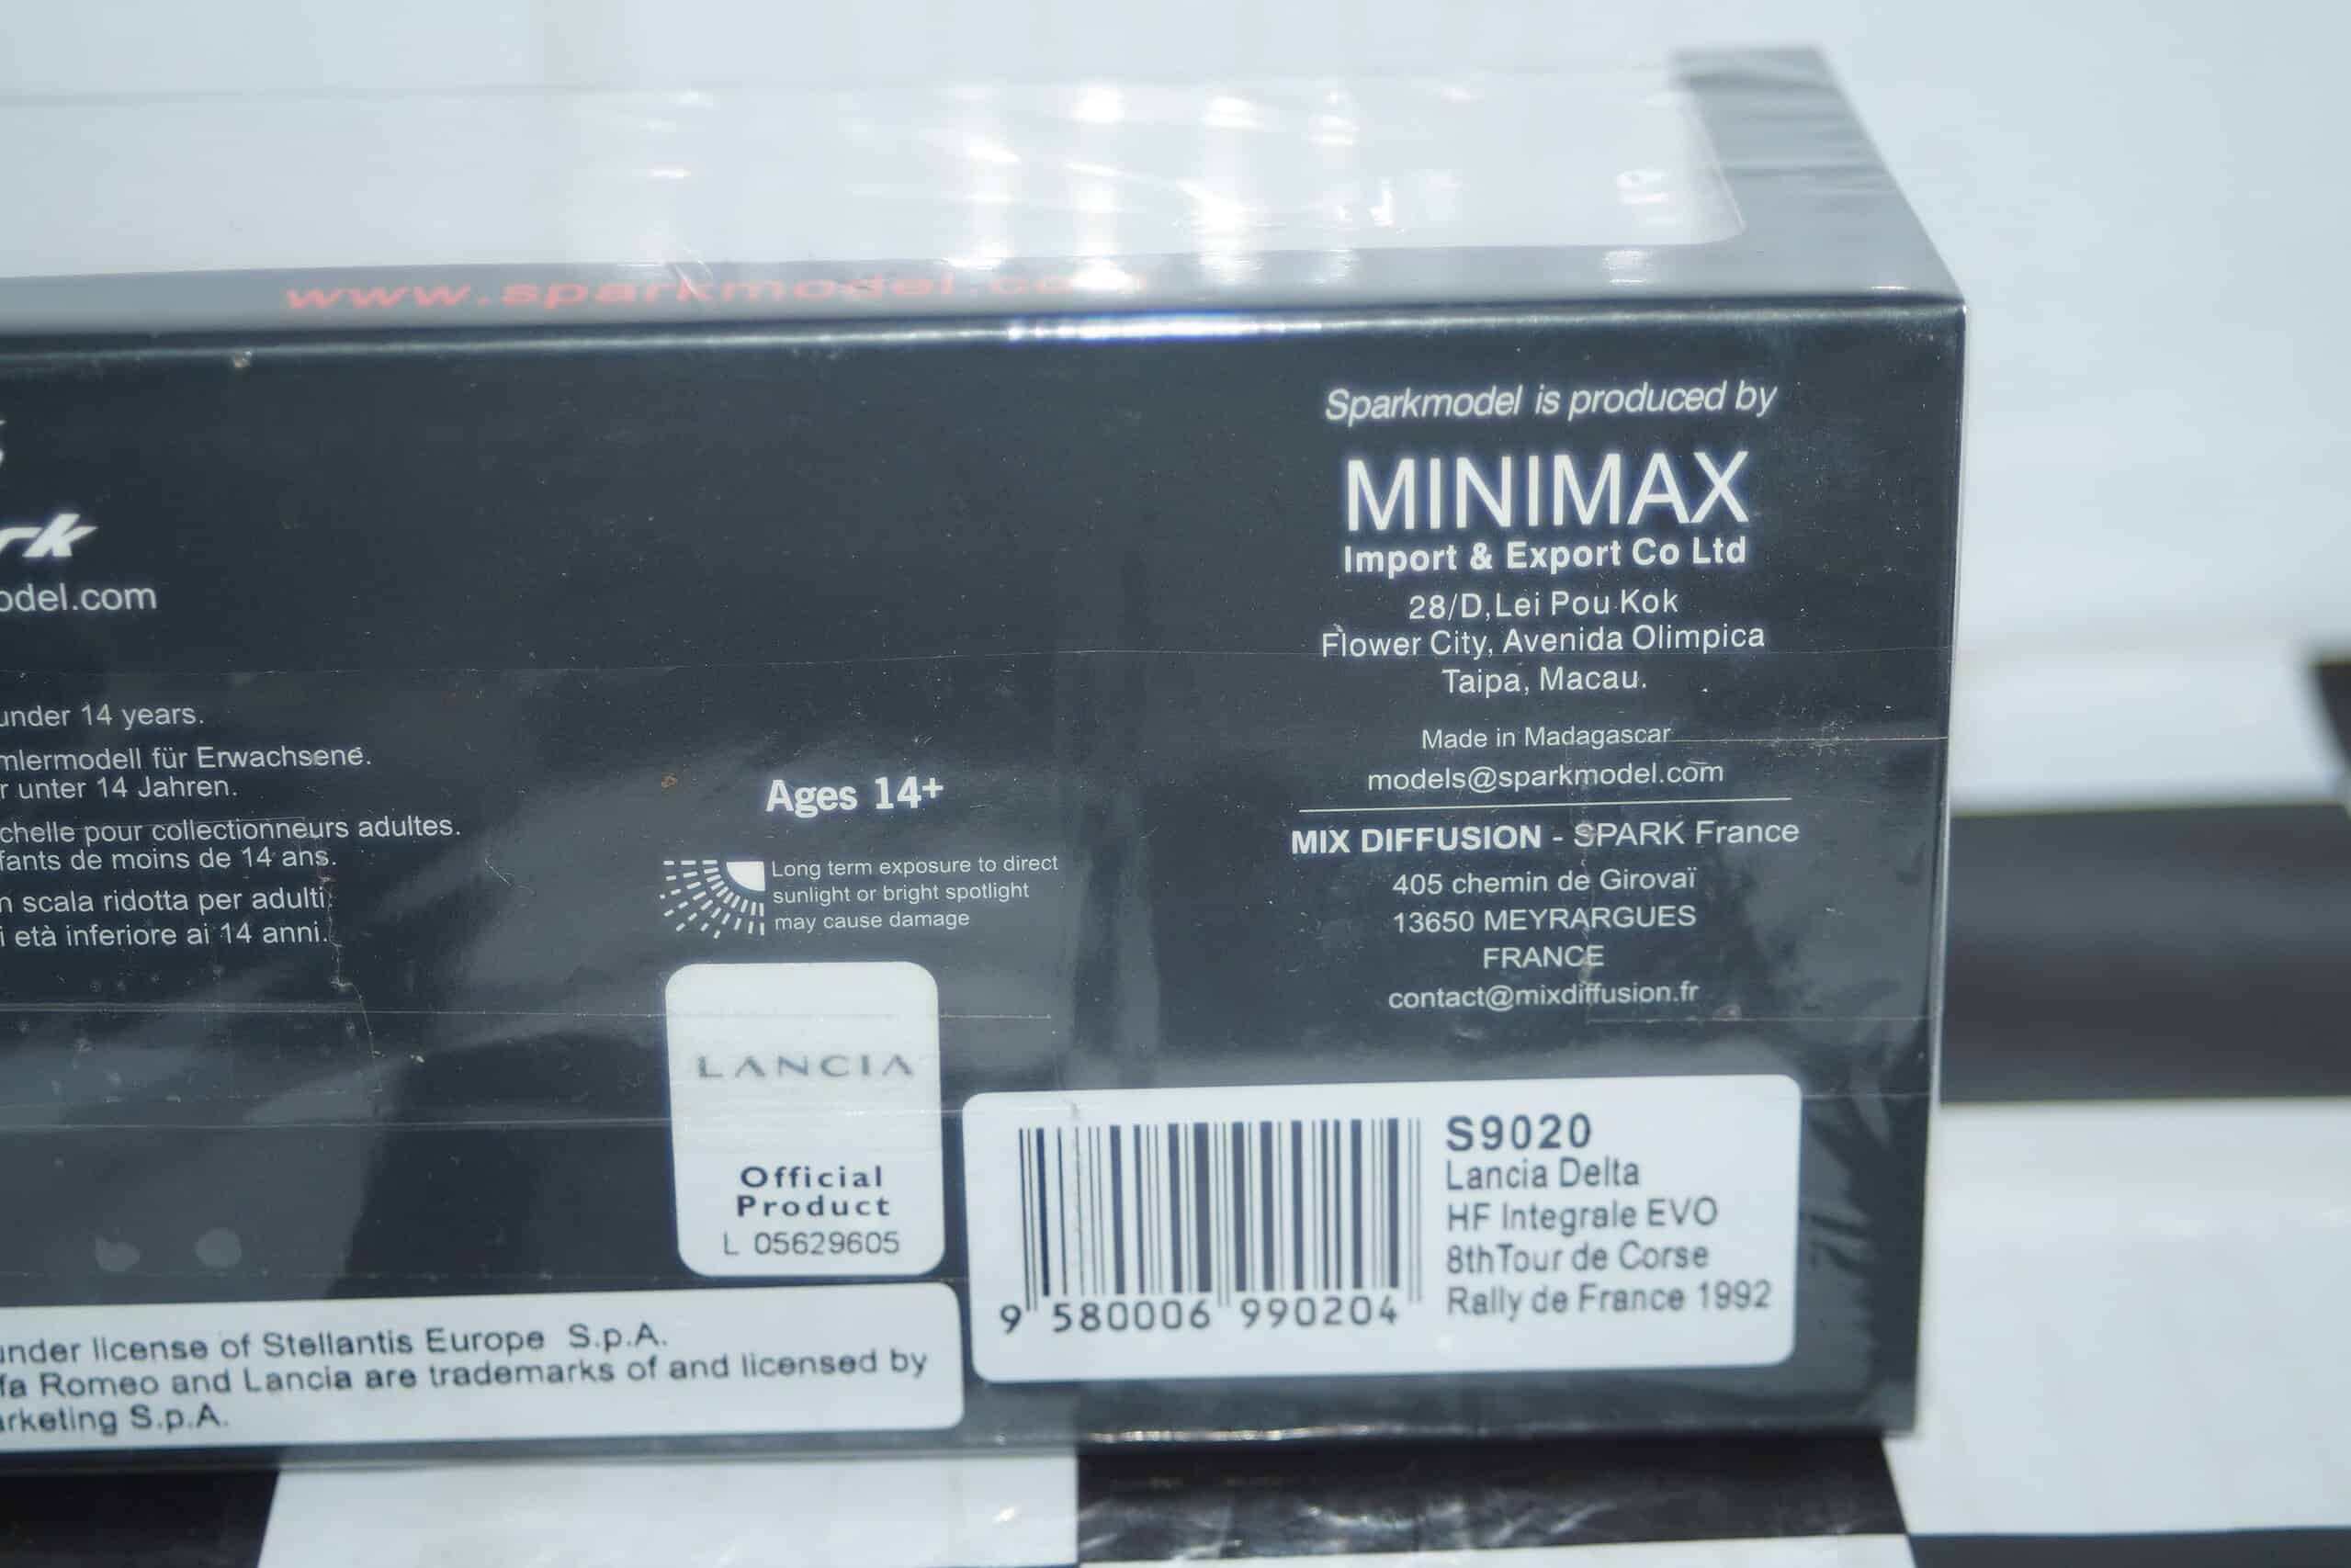 www.sparkmodel.com
rk
odel.com
under 14 years.
mlermodell für Erwachsene.
r unter 14 Jahren.
chelle pour collectionneurs adultes.
fants de moins de 14 ans.
n scala ridotta per adulti
i età inferiore ai 14 anni.
Ages 14+
Long term exposure to direct
sunlight or bright spotlight
may cause damage
LANCIA
Official
Product
L 05629605
under license of Stellantis Europe S.p.A.
fa Romeo and Lancia are trademarks of and licensed by
arketing S.p.A.
Sparkmodel is produced by
MINIMAX
Import & Export Co Ltd
28/D,Lei Pou Kok
Flower City, Avenida Olimpica
Taipa, Macau.
Made in Madagascar
models@sparkmodel.com
MIX DIFFUSION - SPARK France
405 chemin de Girovaï
13650 MEYRARGUES
FRANCE
contact@mixdiffusion.fr
9 580006 990204
S9020
Lancia Delta
HF Integrale EVO
8thTour de Corse
Rally de France 1992